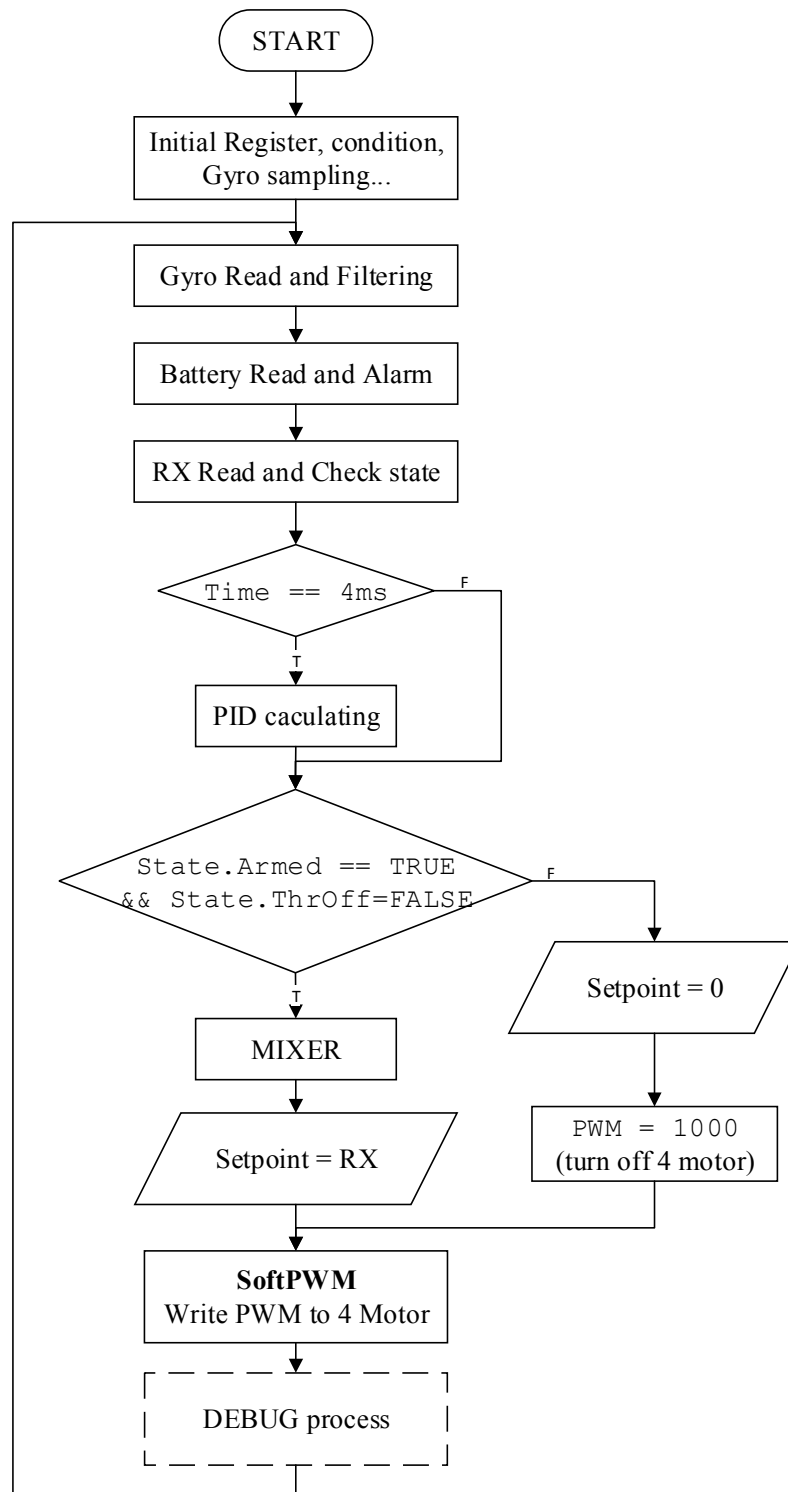 START
Initial Register, condition,
Gyro sampling...
Gyro Read and Filtering
Battery Read and Alarm
RX Read and Check state
Time == 4ms
F
T
PID caculating
State.Armed == TRUE
&& State.ThrOff=FALSE
F
T
Setpoint = 0
MIXER
PWM = 1000
(turn off 4 motor)
Setpoint = RX
SoftPWM
Write PWM to 4 Motor
DEBUG process